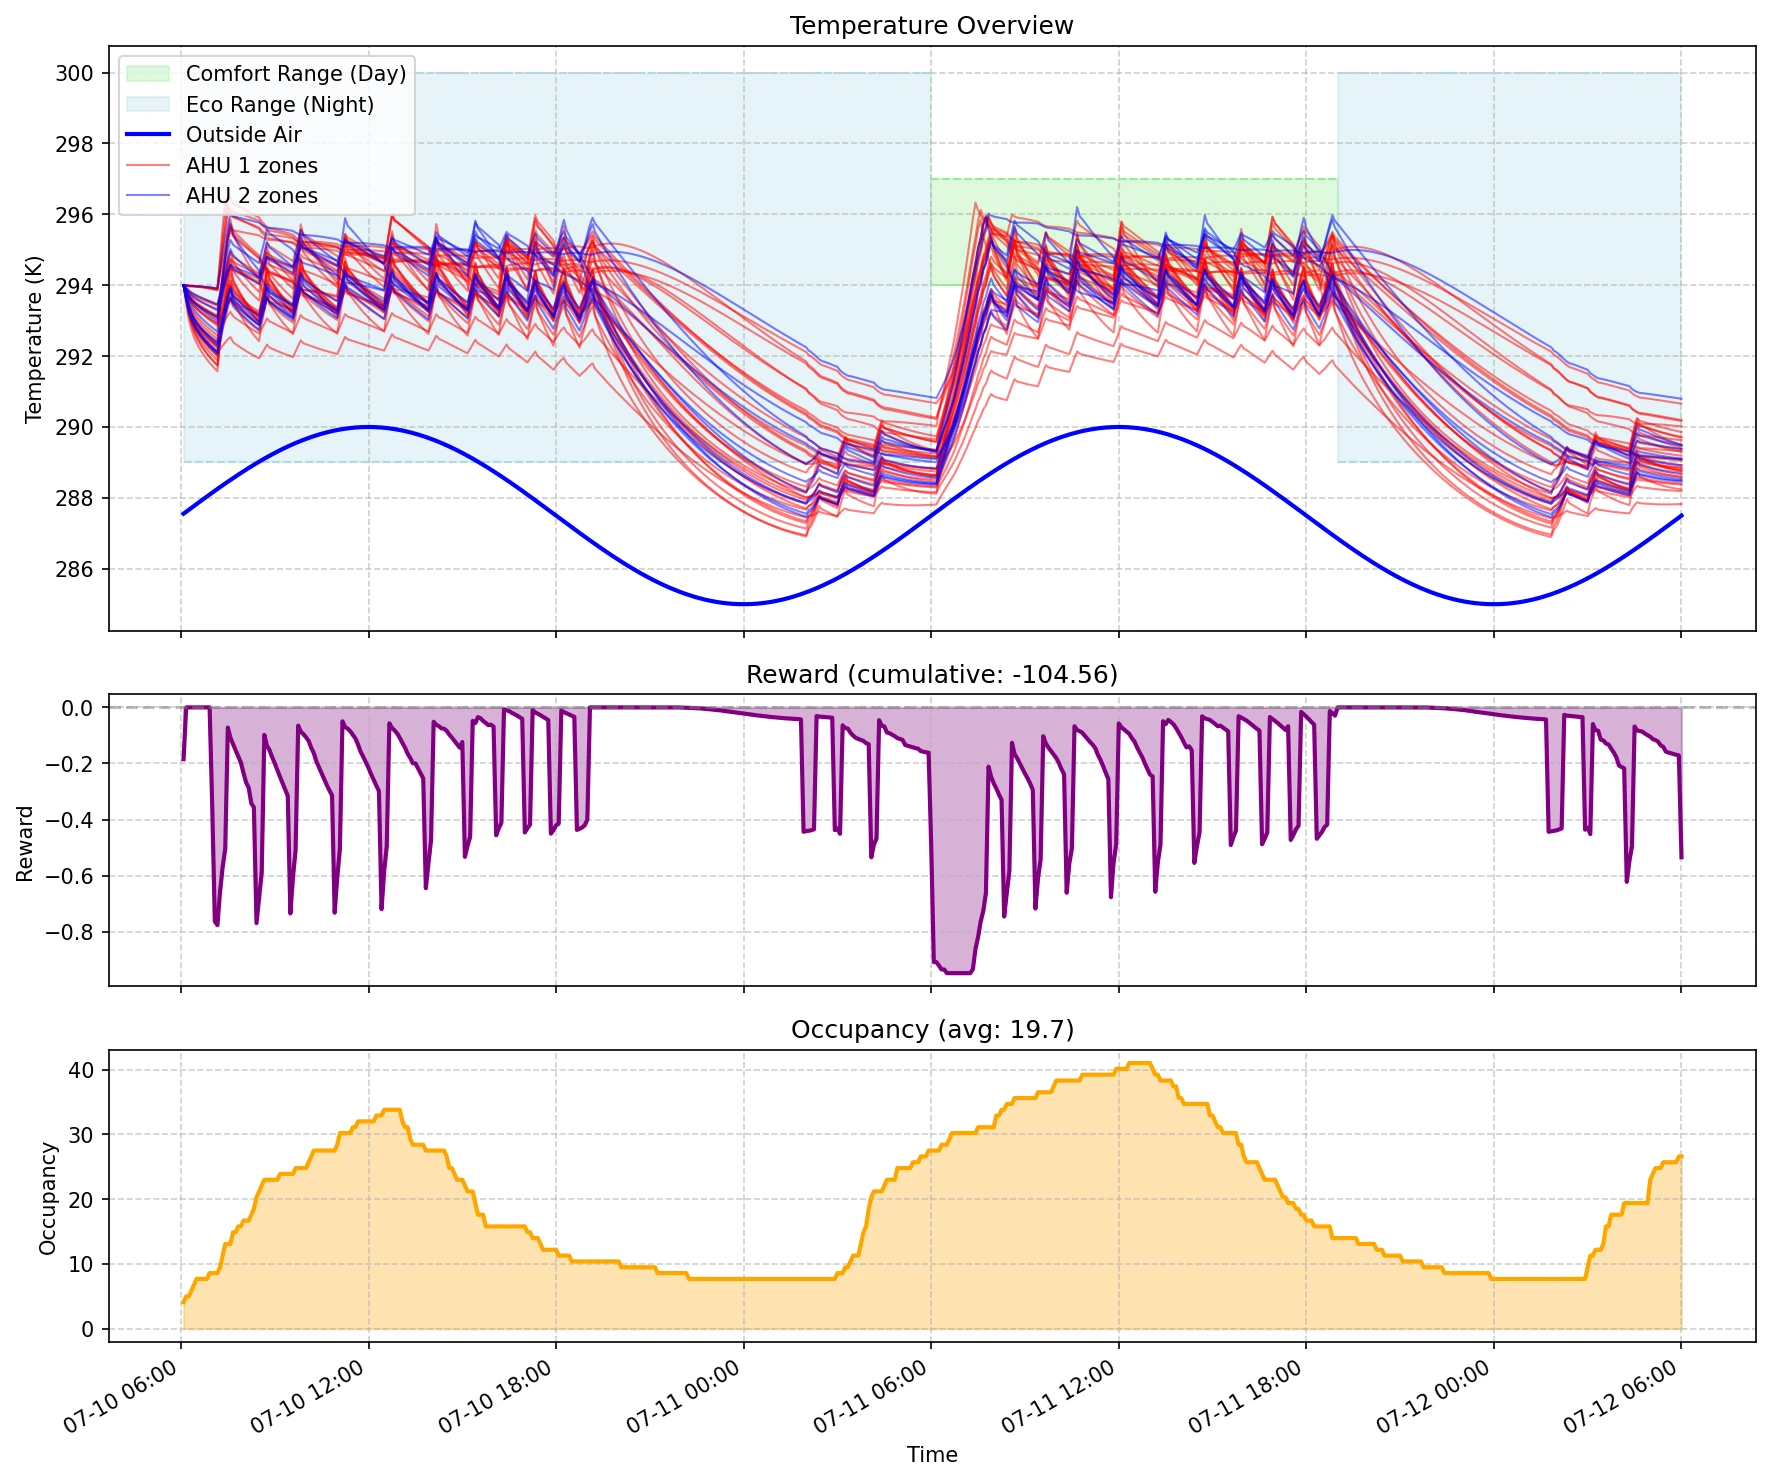 Temperature Overview
Comfort Range (Day)
Eco Range (Night)
Outside Air
AHU 1 zones
AHU 2 zones
Temperature (K)
300
298
296
294
292
290
288
286
Reward (cumulative: -104.56)
Reward
0.0
−0.2
−0.4
−0.6
−0.8
Occupancy (avg: 19.7)
Occupancy
40
30
20
10
0
07-10 06:00
07-10 12:00
07-10 18:00
07-11 00:00
07-11 06:00
07-11 12:00
07-11 18:00
07-12 00:00
07-12 06:00
Time